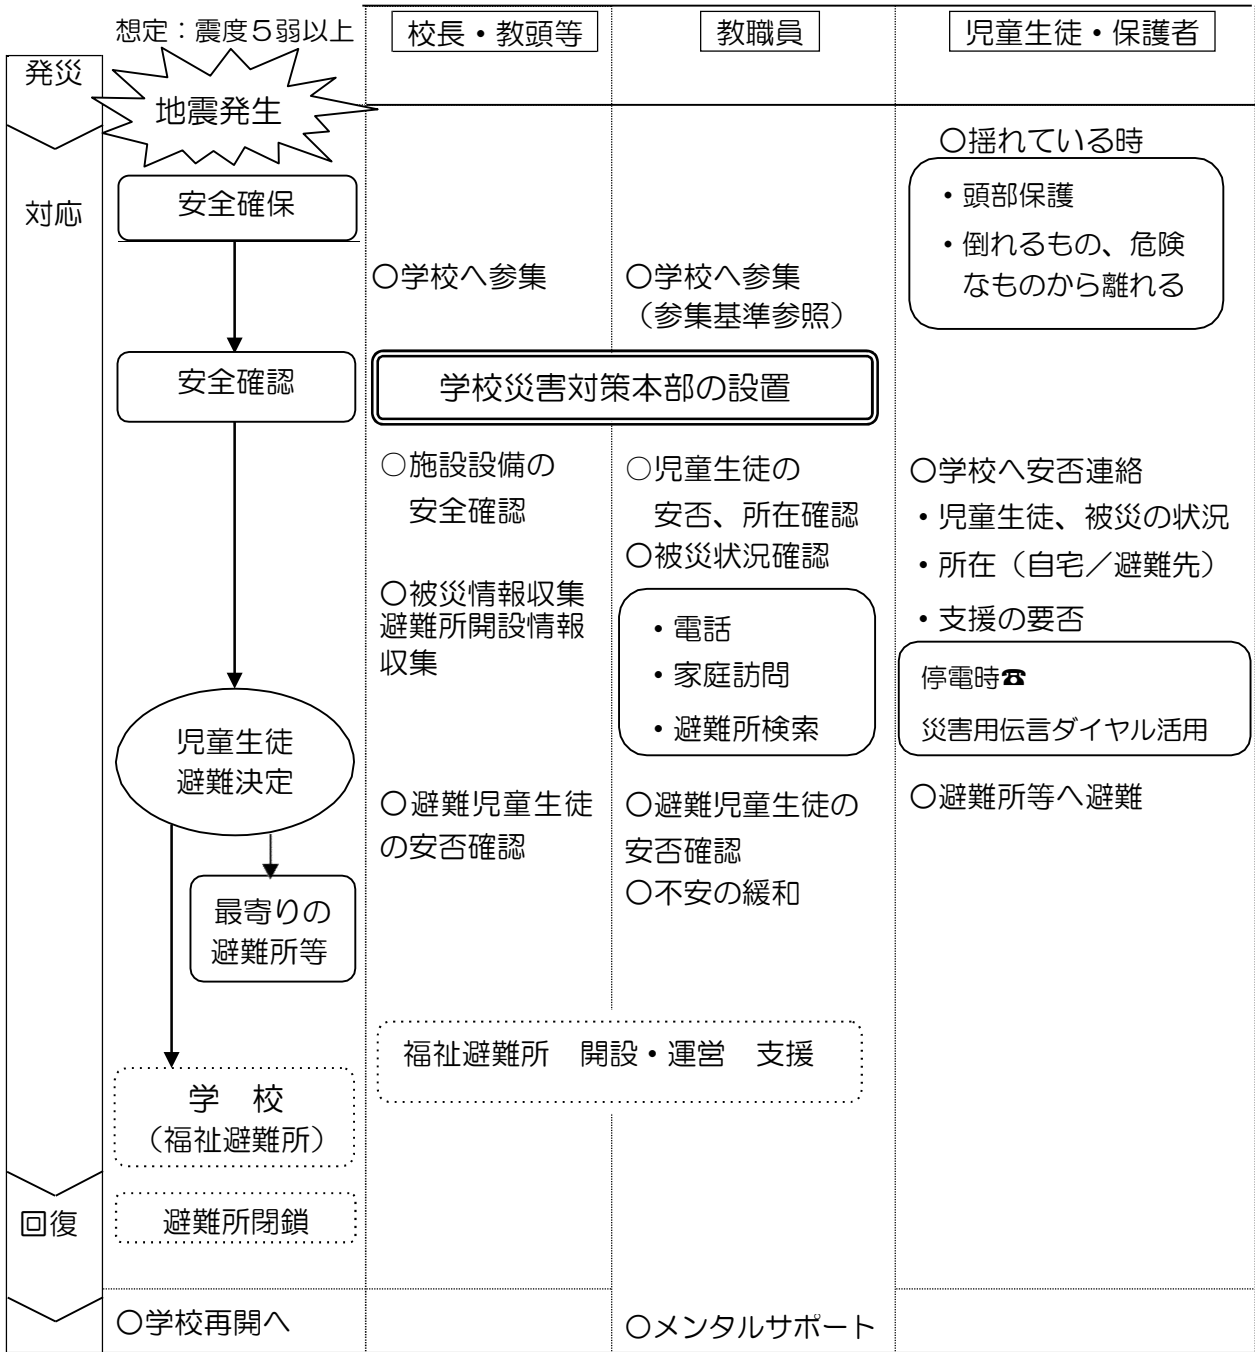 想定：震度５弱以上
校長・教頭等
教職員
児童生徒・保護者
発災
地震発生
〇揺れている時
・頭部保護
・倒れるもの、危険
なものから離れる
対応
安全確保
〇学校へ参集
〇学校へ参集
（参集基準参照）
安全確認
学校災害対策本部の設置
○施設設備の
安全確認
〇被災情報収集
避難所開設情報
収集
○児童生徒の
安否、所在確認
〇被災状況確認
・電話
・家庭訪問
・避難所検索
〇学校へ安否連絡
・児童生徒、被災の状況
・所在（自宅／避難先）
・支援の要否
停電時☎
災害用伝言ダイヤル活用
児童生徒
避難決定
〇避難児童生徒
の安否確認
〇避難児童生徒の
安否確認
〇不安の緩和
〇避難所等へ避難
最寄りの
避難所等
福祉避難所　開設・運営　支援
学　校
（福祉避難所）
回復
避難所閉鎖
〇学校再開へ
〇メンタルサポート